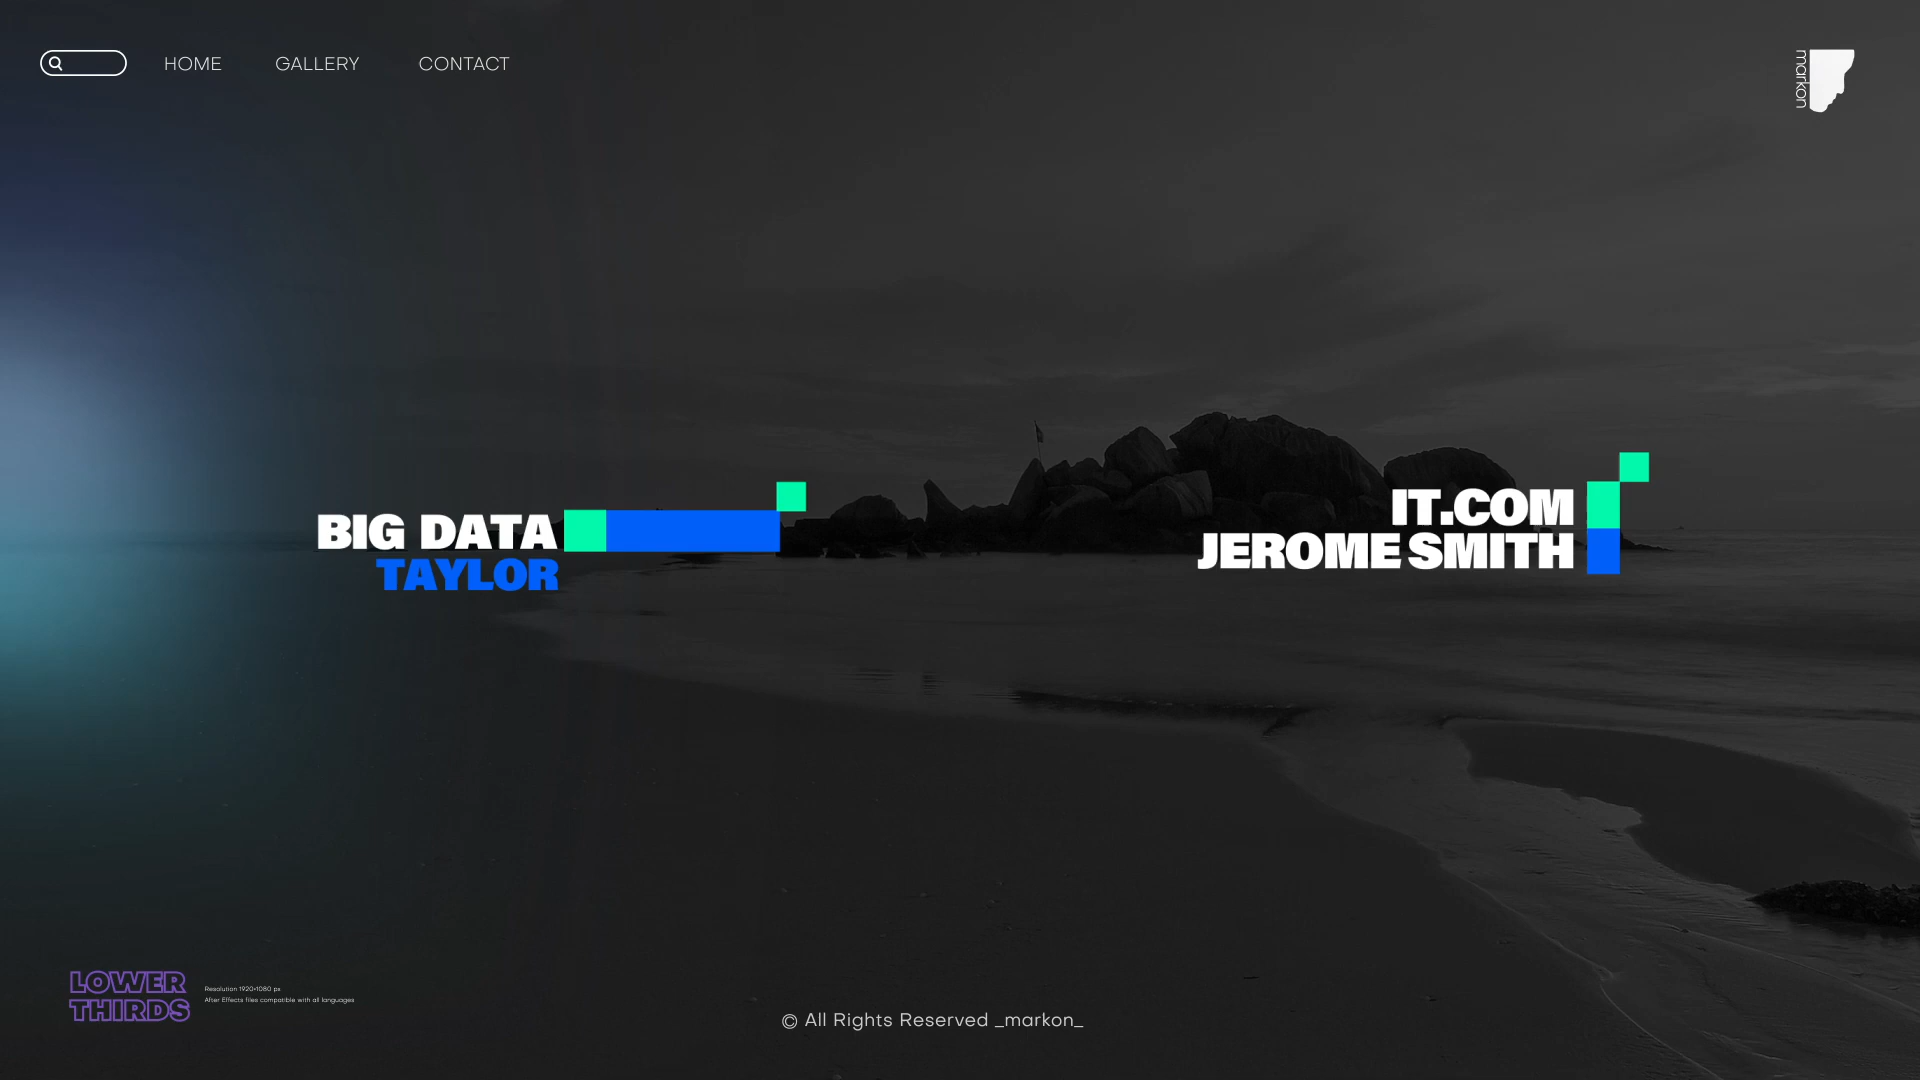 HOME GALLERY CONTACT
markon
BIG DATA
TAYLOR
IT.COM
JEROME SMITH
LOWER
THIRDS
Resolution 1920×1080 px
After Effects files compatible with all languages
© All Rights Reserved _markon_